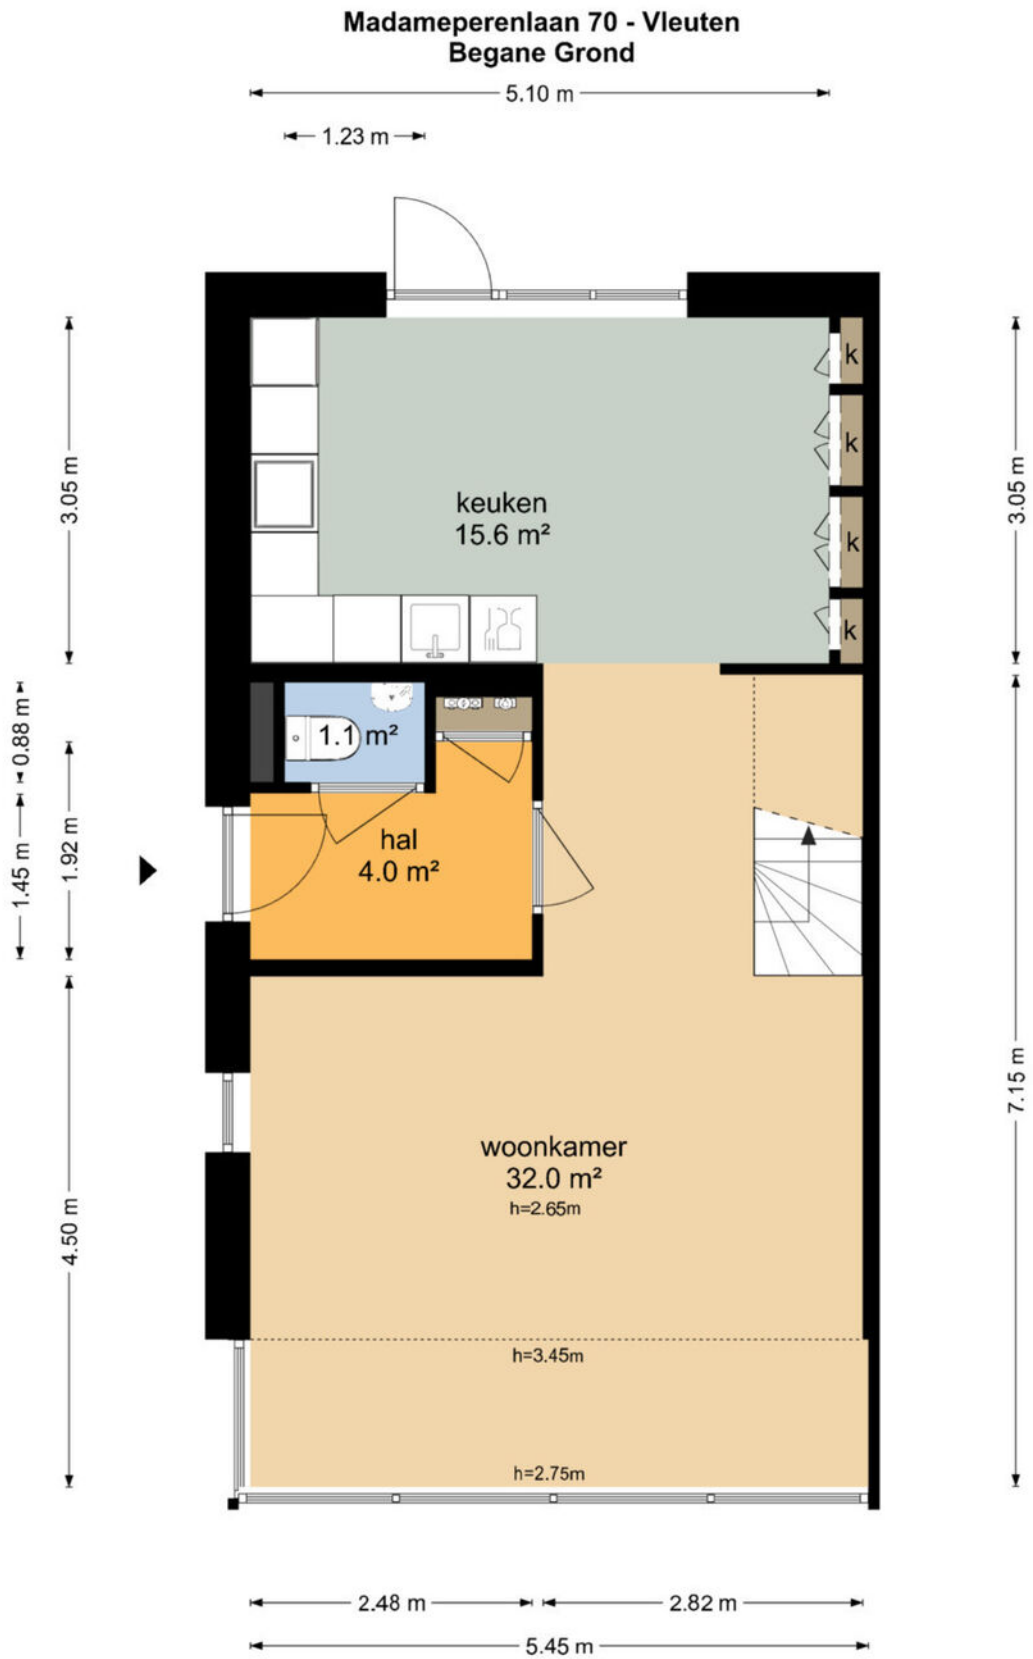 Madameperenlaan 70 - Vleuten
Begane Grond
5.10 m
1.23 m
3.05 m
3.05 m
k
k
k
k
keuken
15.6 m²
0.88 m
1.1 m²
1.45 m
1.92 m
hal
4.0 m²
7.15 m
4.50 m
woonkamer
32.0 m²
h=2.65m
h=3.45m
h=2.75m
2.48 m
2.82 m
5.45 m